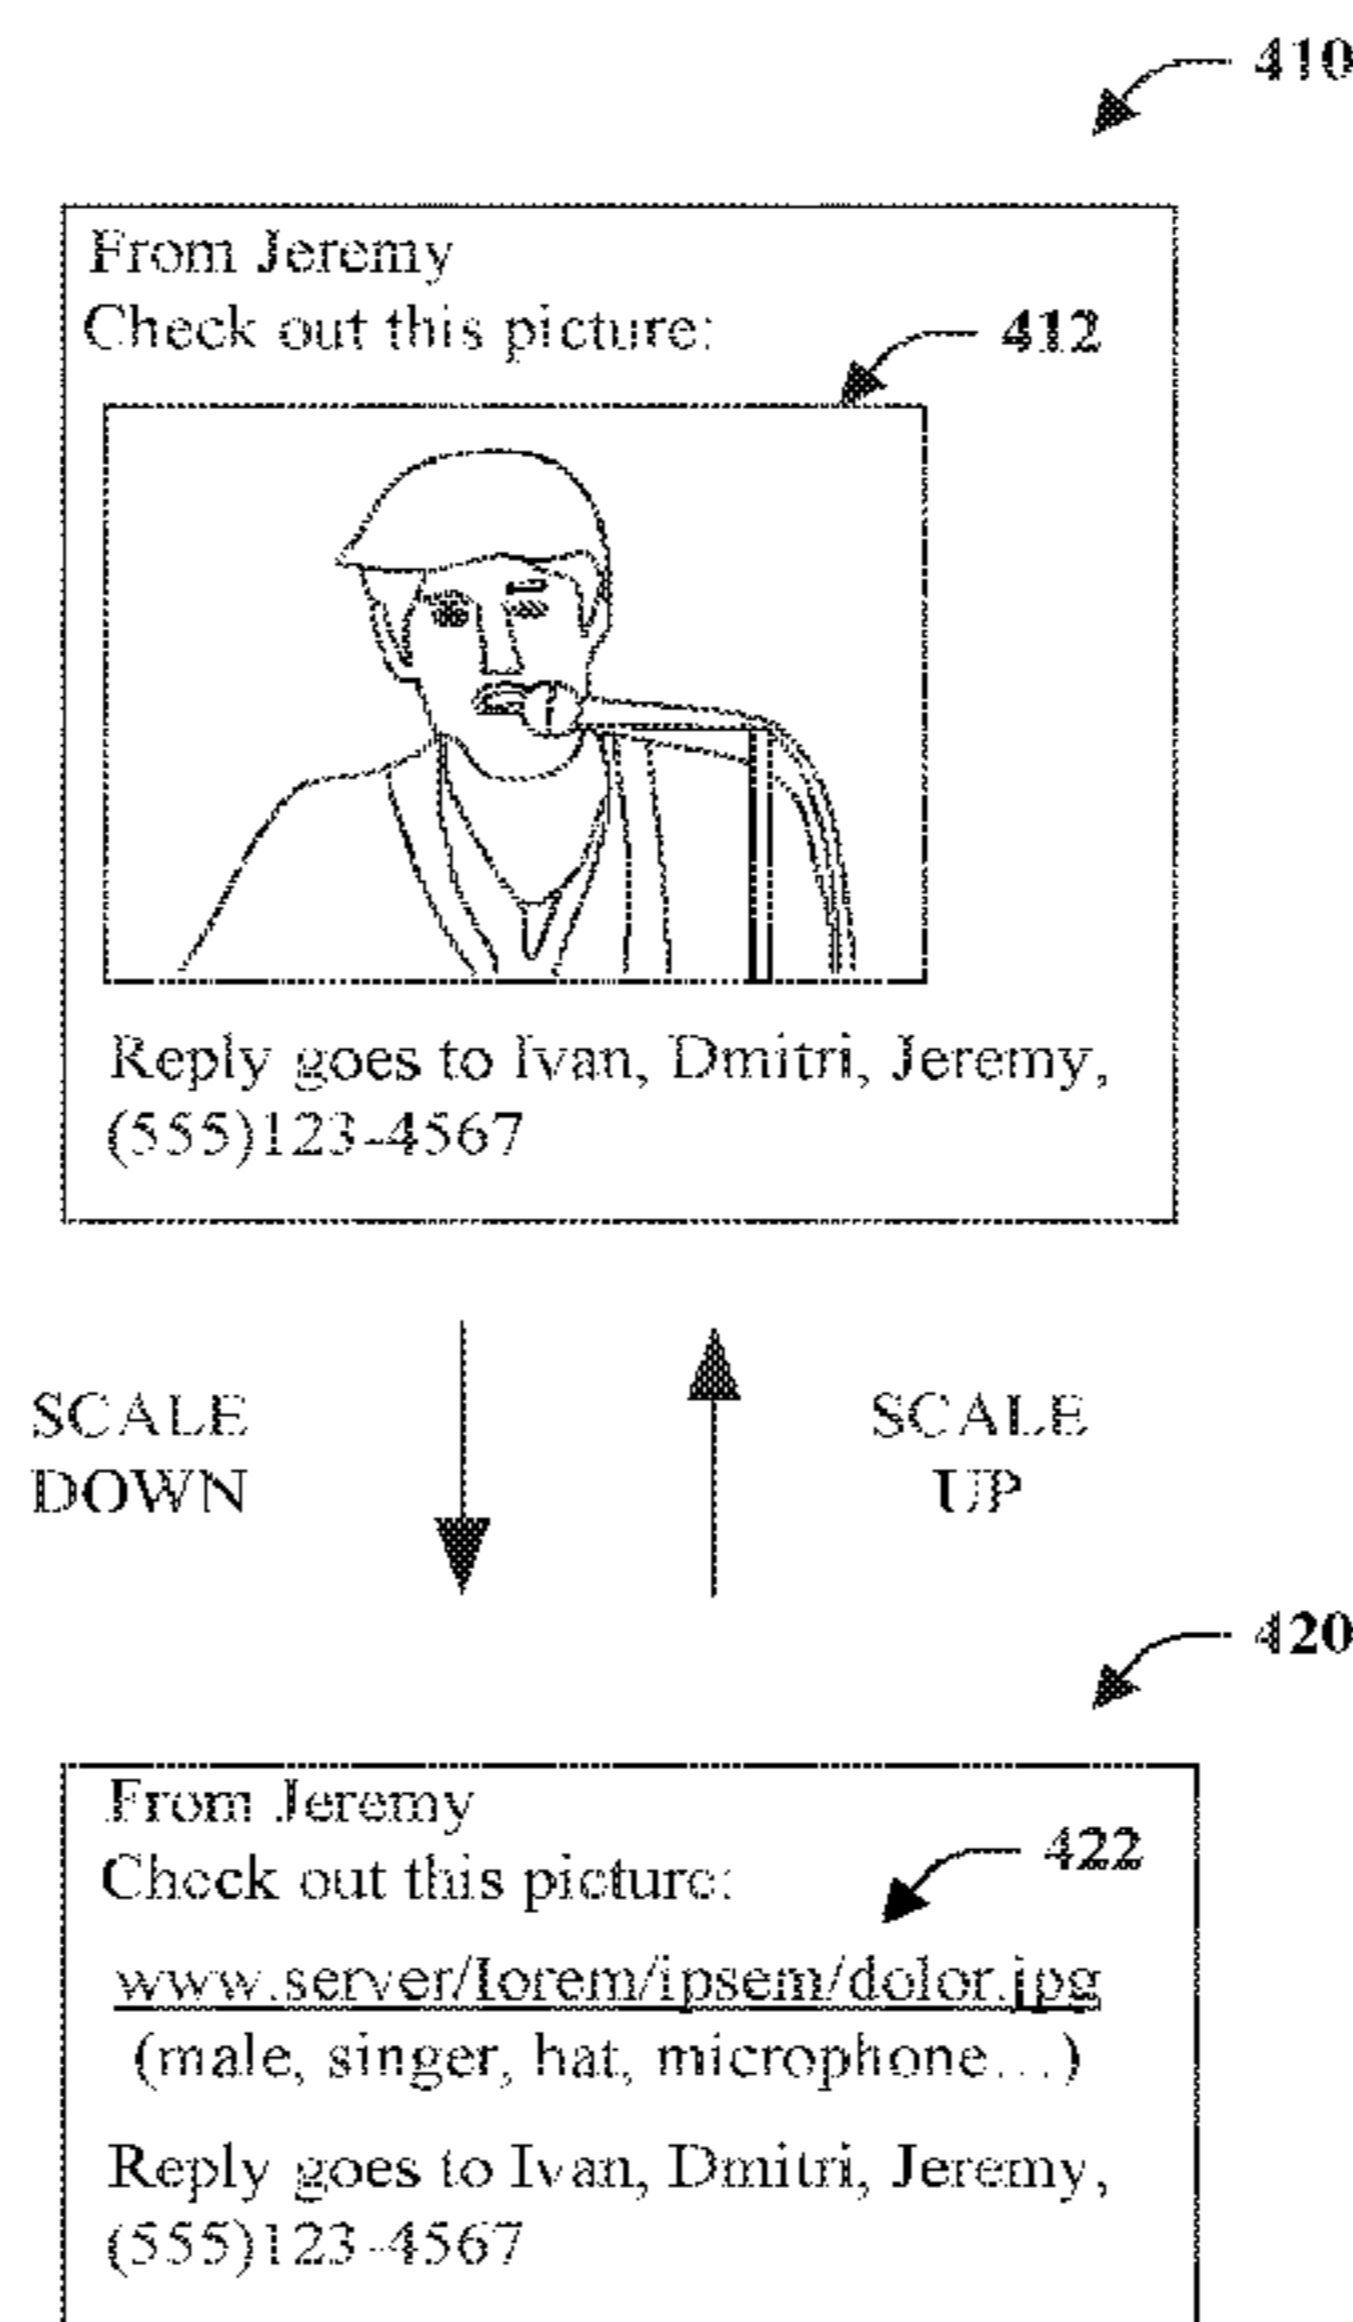 410
From Jeremy
Check out this picture:
412
Reply goes to Ivan, Dmitri, Jeremy,
(555)123-4567
SCALE
DOWN
SCALE
UP
420
From Jeremy
Check out this picture:
422
www.server/lorem/ipsem/dolor.jpg
(male, singer, hat, microphone...)
Reply goes to Ivan, Dmitri, Jeremy,
(555)123-4567